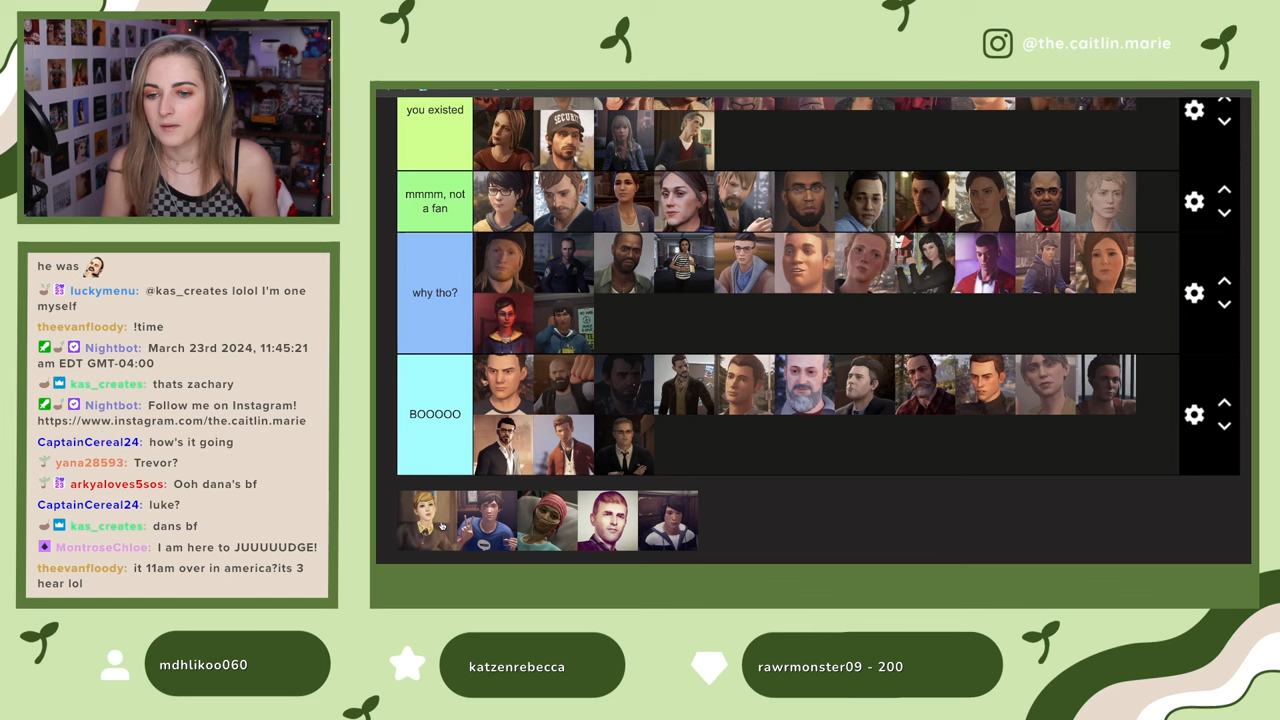 @the.caitlin.marie
he was
luckymenu: @kas_creates lolol I'm one
myself
theevanfloody: !time
Nightbot: March 23rd 2024, 11:45:21
am EDT GMT-04:00
kas_creates: thats zachary
Nightbot: Follow me on Instagram!
https://www.instagram.com/the.caitlin.marie
CaptainCereal24: how's it going
yana28593: Trevor?
arkyaloves5sos: Ooh dana's bf
CaptainCereal24: luke?
kas_creates: dans bf
MontroseChloe: I am here to JUUUUUDGE!
theevanfloody: it 11am over in america?its 3
hear lol
you existed
SECURITY
mmmm, not
a fan
why tho?
BOOOOO
mdhlikoo060
katzenrebecca
rawrmonster09 - 200